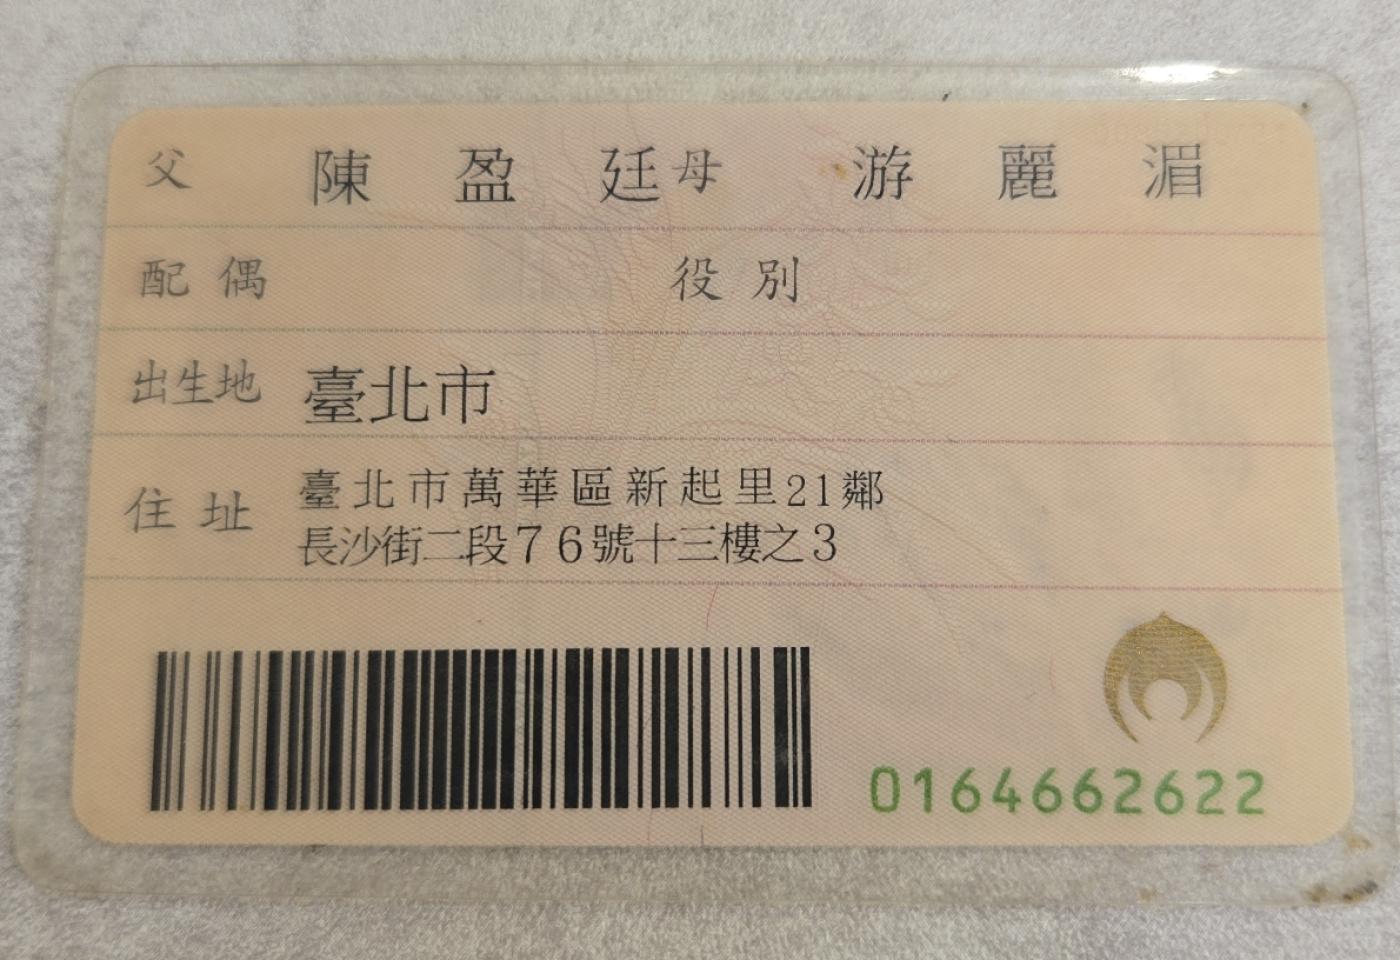 父 陳盈廷 母 游麗湄
配偶 役別
出生地 臺北市
住址 臺北市萬華區新起里21鄰
長沙街二段76號十三樓之3
0164662622